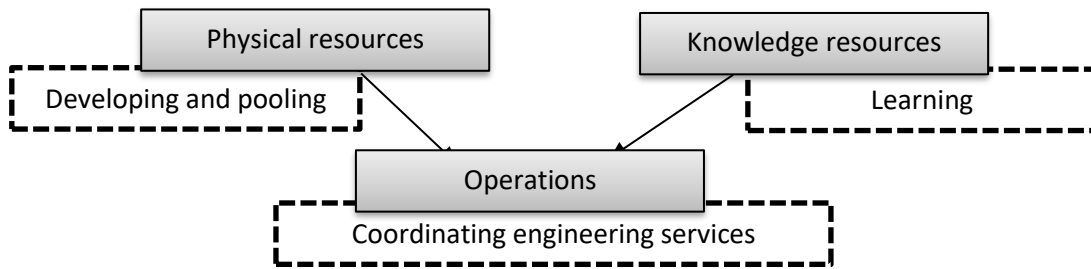 Physical resources
Knowledge resources
Developing and pooling
Learning
Operations
Coordinating engineering services